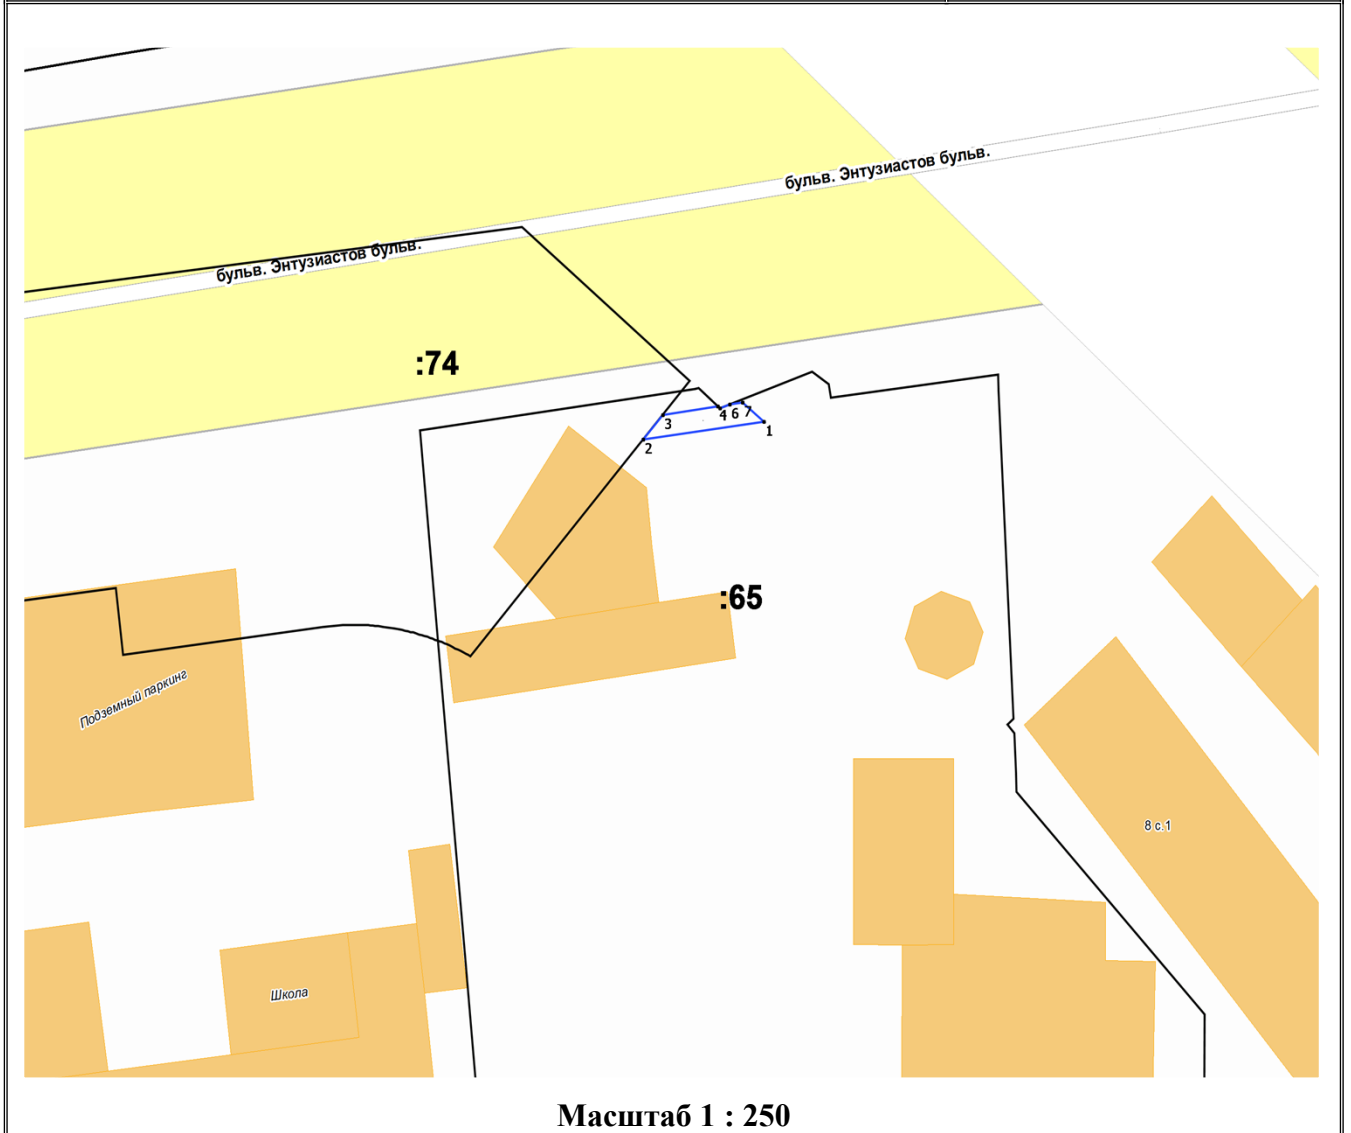 бульв. Энтузиастов бульв.
бульв. Энтузиастов бульв.
:74
3
4
6
7
1
2
:65
Подземный паркинг
8 с.1
Школа
Масштаб 1 : 250